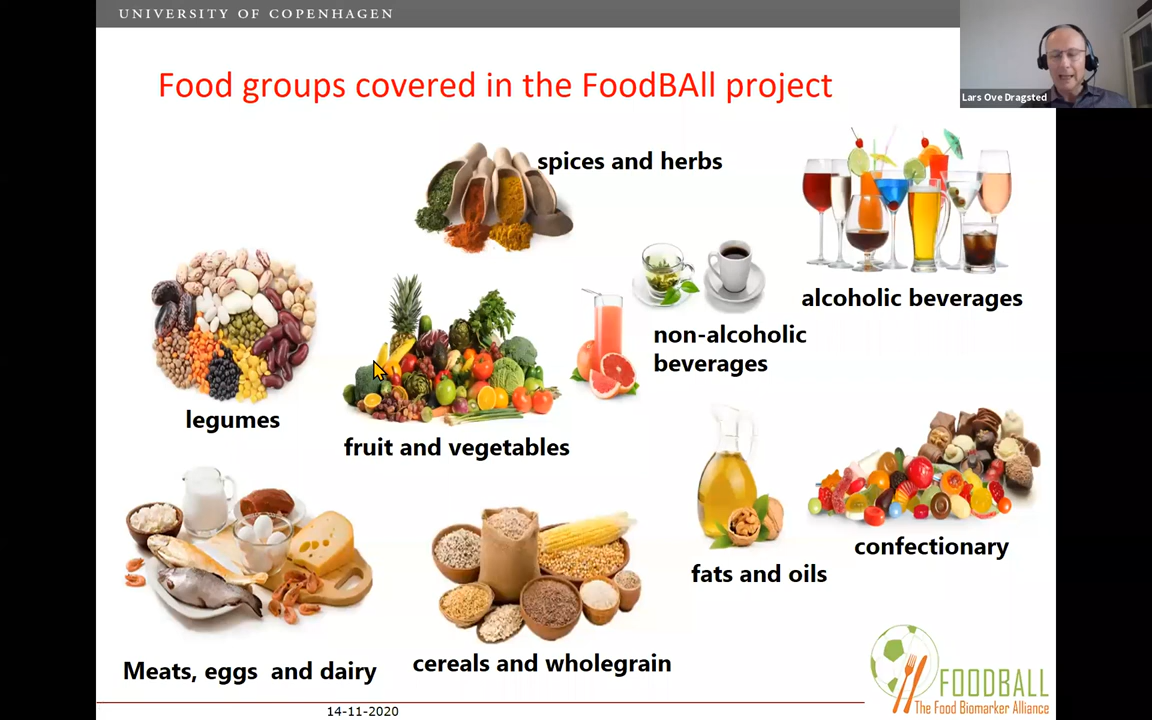 UNIVERSITY OF COPENHAGEN
Lars Ove Dragsted
Food groups covered in the FoodBAll project
spices and herbs
alcoholic beverages
non-alcoholic
beverages
legumes
fruit and vegetables
confectionary
fats and oils
Meats, eggs  and dairy
cereals and wholegrain
FOODBALL
The Food Biomarker Alliance
14-11-2020